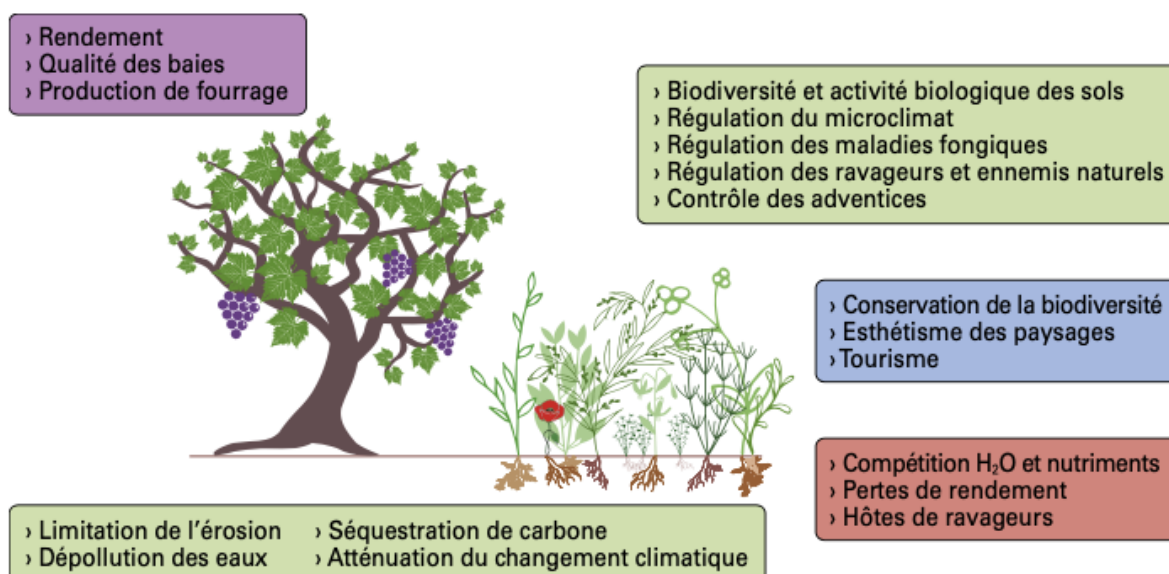 › Rendement
› Qualité des baies
› Production de fourrage
› Biodiversité et activité biologique des sols
› Régulation du microclimat
› Régulation des maladies fongiques
› Régulation des ravageurs et ennemis naturels
› Contrôle des adventices
› Conservation de la biodiversité
› Esthétisme des paysages
› Tourisme
› Compétition H₂O et nutriments
› Pertes de rendement
› Hôtes de ravageurs
› Limitation de l'érosion › Séquestration de carbone
› Dépollution des eaux › Atténuation du changement climatique